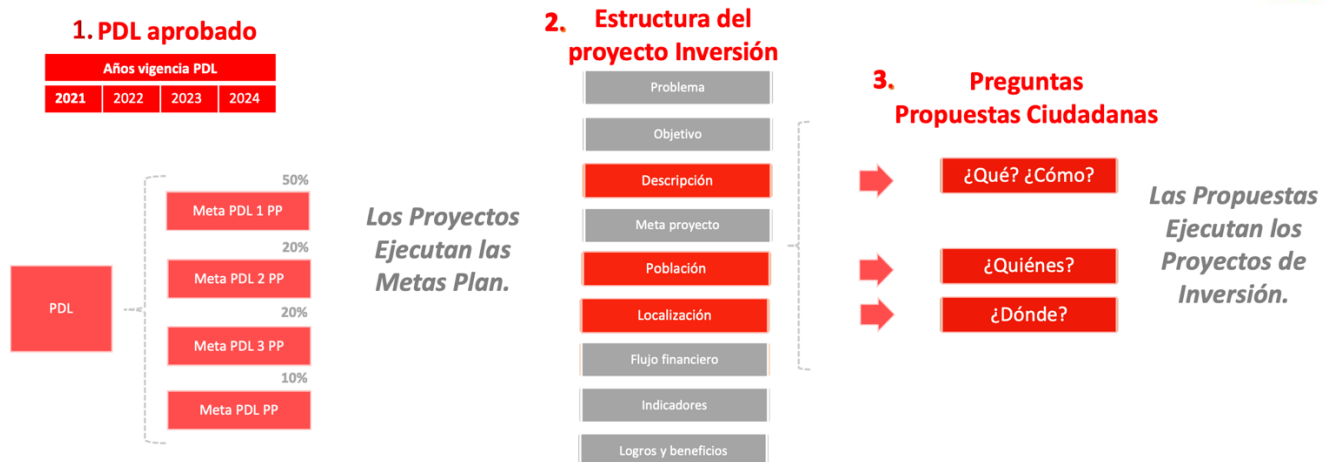 1. PDL aprobado
Años vigencia PDL
2021 2022 2023 2024
PDL
50%
Meta PDL 1 PP
20%
Meta PDL 2 PP
20%
Meta PDL 3 PP
10%
Meta PDL PP
Los Proyectos
Ejecutan las
Metas Plan.
2. Estructura del
proyecto Inversión
Problema
Objetivo
Descripción
Meta proyecto
Población
Localización
Flujo financiero
Indicadores
Logros y beneficios
3. Preguntas
Propuestas Ciudadanas
¿Qué? ¿Cómo?
¿Quiénes?
¿Dónde?
Las Propuestas
Ejecutan los
Proyectos de
Inversión.